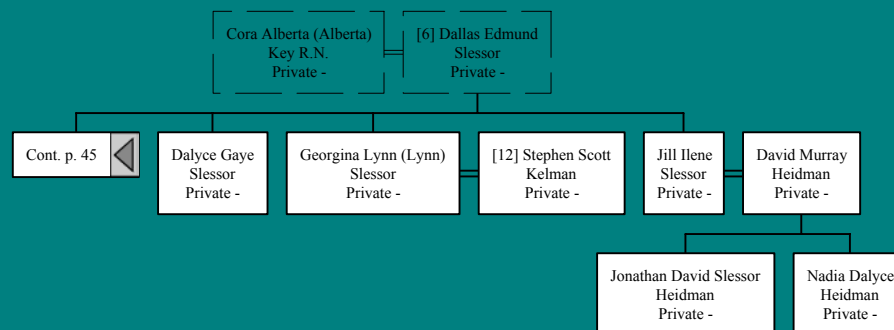 Cora Alberta (Alberta)
Key R.N.
Private -
[6] Dallas Edmund
Slessor
Private -
Cont. p. 45
Dalyce Gaye
Slessor
Private -
Georgina Lynn (Lynn)
Slessor
Private -
[12] Stephen Scott
Kelman
Private -
Jill Ilene
Slessor
Private -
David Murray
Heidman
Private -
Jonathan David Slessor
Heidman
Private -
Nadia Dalyce
Heidman
Private -